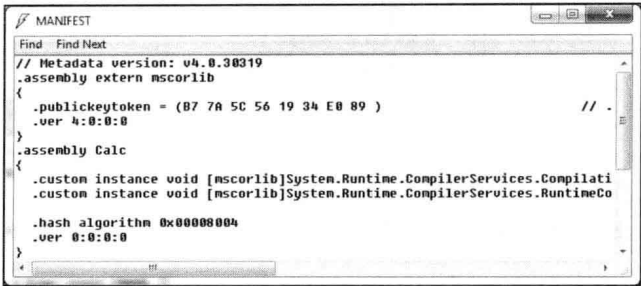 MANIFEST
Find Find Next
// Metadata version: v4.0.30319
.assembly extern mscorlib
{
  .publickeytoken = (B7 7A 5C 56 19 34 E0 89 ) // .
  .ver 4:0:0:0
}
.assembly Calc
{
  .custom instance void [mscorlib]System.Runtime.CompilerServices.Compilati
  .custom instance void [mscorlib]System.Runtime.CompilerServices.RuntimeCo
  .hash algorithm 0x00008004
  .ver 0:0:0:0
}